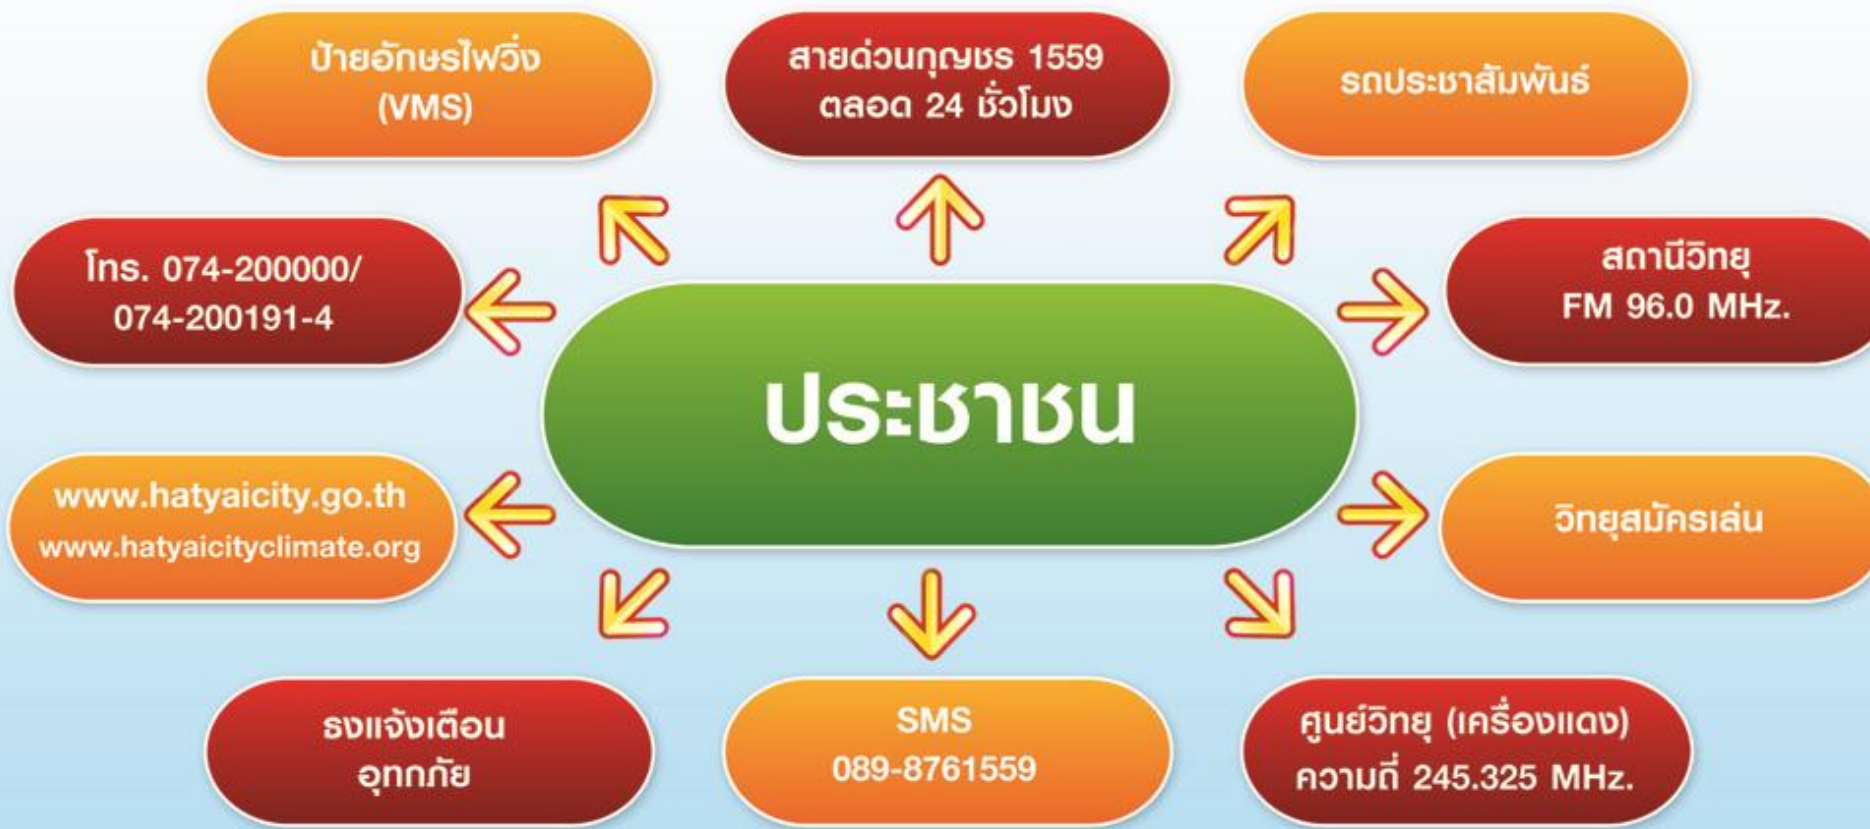 ป้ายอักษรไฟวิ่ง
(VMS)
สายด่วนกุญชร 1559
ตลอด 24 ชั่วโมง
รถประชาสัมพันธ์
โทร. 074-200000/
074-200191-4
สถานีวิทยุ
FM 96.0 MHz.
ประชาชน
www.hatyaicity.go.th
www.hatyaicityclimate.org
วิทยุสมัครเล่น
ธงแจ้งเตือน
อุทกภัย
SMS
089-8761559
ศูนย์วิทยุ (เครื่องแดง)
ความถี่ 245.325 MHz.